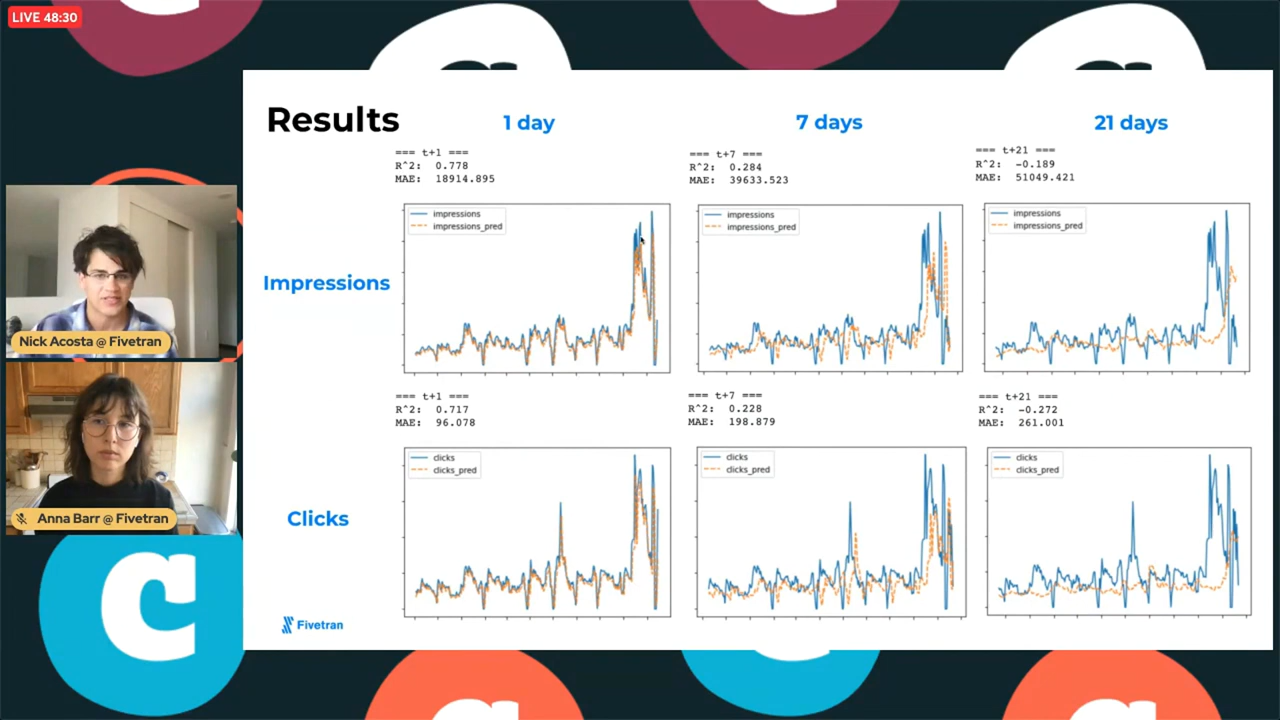 LIVE 48:30
Results
1 day
7 days
21 days
=== t+1 ===
R^2: 0.778
MAE: 18914.895
=== t+7 ===
R^2: 0.284
MAE: 39633.523
=== t+21 ===
R^2: -0.189
MAE: 51049.421
impressions
impressions_pred
impressions
impressions_pred
impressions
impressions_pred
Impressions
Nick Acosta @ Fivetran
=== t+1 ===
R^2: 0.717
MAE: 96.078
=== t+7 ===
R^2: 0.228
MAE: 198.879
=== t+21 ===
R^2: -0.272
MAE: 261.001
clicks
clicks_pred
clicks
clicks_pred
clicks
clicks_pred
Clicks
Anna Barr @ Fivetran
Fivetran